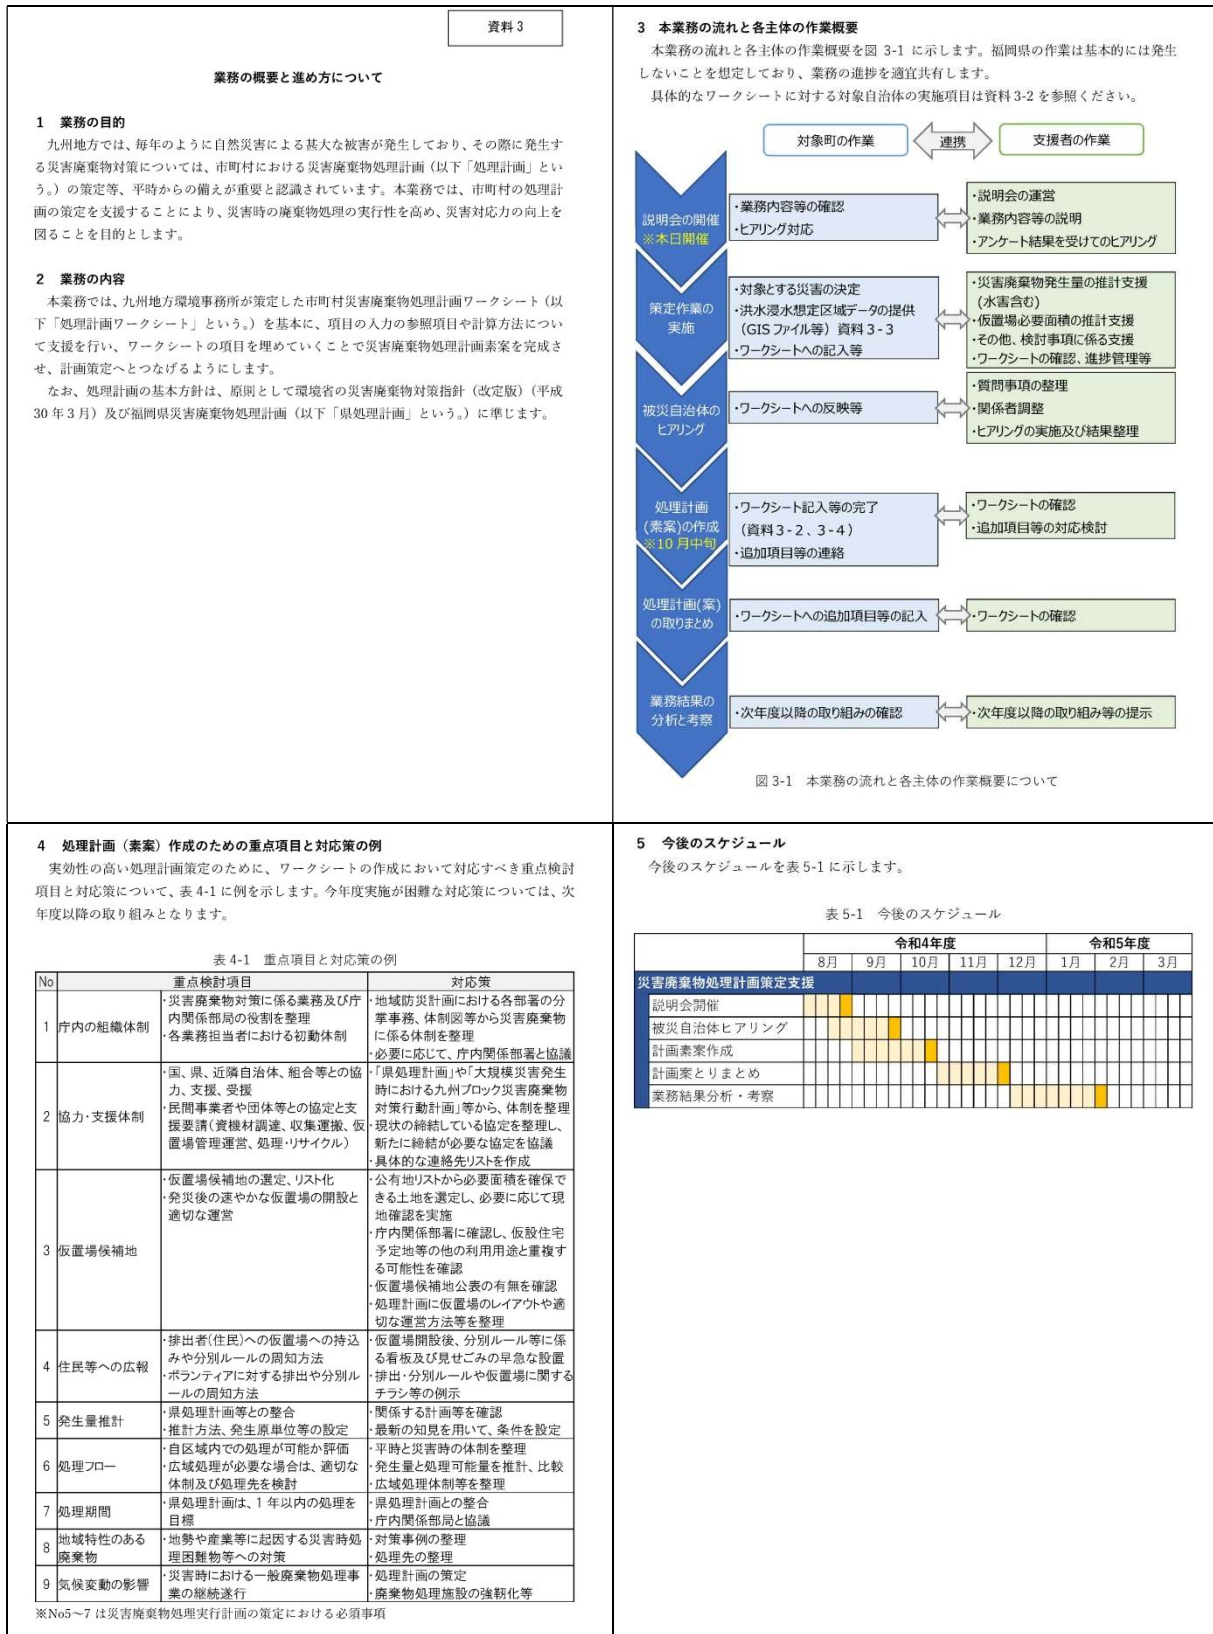 資料3
業務の概要と進め方について
1 業務の目的
九州地方では、毎年のように自然災害による甚大な被害が発生しており、その際に発生す
る災害廃棄物対策については、市町村における災害廃棄物処理計画（以下「処理計画」とい
う。）の策定等、平時からの備えが重要と認識されています。本業務では、市町村の処理計
画の策定を支援することにより、災害時の廃棄物処理の実行性を高め、災害対応力の向上を
図ることを目的とします。
2 業務の内容
本業務では、九州地方環境事務所が策定した市町村災害廃棄物処理計画ワークシート（以
下「処理計画ワークシート」という。）を基本に、項目の入力の参照項目や計算方法につい
て支援を行い、ワークシートの項目を埋めていくことで災害廃棄物処理計画素案を完成さ
せ、計画策定へとつなげるようにします。
なお、処理計画の基本方針は、原則として環境省の災害廃棄物対策指針（改定版）（平成
30年3月）及び福岡県災害廃棄物処理計画（以下「県処理計画」という。）に準じます。
3 本業務の流れと各主体の作業概要
本業務の流れと各主体の作業概要を図 3-1 に示します。福岡県の作業は基本的には発生
しないことを想定しており、業務の進捗を適宜共有します。
具体的なワークシートに対する対象自治体の実施項目は資料 3-2 を参照ください。
対象町の作業
連携
支援者の作業
説明会の開催
※本日開催
・業務内容等の確認
・ヒアリング対応
・説明会の運営
・業務内容等の説明
・アンケート結果を受けてのヒアリング
策定作業の
実施
・対象とする災害の決定
・洪水浸水想定区域データの提供
（GISファイル等）資料3-3
・ワークシートへの記入等
・災害廃棄物発生量の推計支援
(水害含む)
・仮置場必要面積の推計支援
・その他、検討事項に係る支援
・ワークシートの確認、進捗管理等
被災自治体の
ヒアリング
・ワークシートへの反映等
・質問事項の整理
・関係者調整
・ヒアリングの実施及び結果整理
処理計画
(素案)の作成
※10月中旬
・ワークシート記入等の完了
（資料3-2、3-4）
・追加項目等の連絡
・ワークシートの確認
・追加項目等の対応検討
処理計画(案)
の取りまとめ
・ワークシートへの追加項目等の記入
・ワークシートの確認
業務結果の
分析と考察
・次年度以降の取り組みの確認
・次年度以降の取り組み等の提示
図 3-1 本業務の流れと各主体の作業概要について
4 処理計画（素案）作成のための重点項目と対応策の例
実効性の高い処理計画策定のために、ワークシートの作成において対応すべき重点検討
項目と対応策について、表 4-1 に例を示します。今年度実施が困難な対応策については、次
年度以降の取り組みとなります。
表 4-1 重点項目と対応策の例
No 重点検討項目 対応策
1 庁内の組織体制
・災害廃棄物対策に係る業務及び庁
内関係部局の役割を整理
・各業務担当者における初動体制
・地域防災計画における各部署の分
掌事務、体制図等から災害廃棄物
に係る体制を整理
・必要に応じて、庁内関係部署と協議
2 協力・支援体制
・国、県、近隣自治体、組合等との協
力、支援、受援
・民間事業者や団体等との協定と支
援要請（資機材調達、収集運搬、仮
置場管理運営、処理・リサイクル）
・「県処理計画」や「大規模災害発生
時における九州ブロック災害廃棄物
対策行動計画」等から、体制を整理
・現状の締結している協定を整理し、
新たに締結が必要な協定を協議
・具体的な連絡先リストを作成
3 仮置場候補地
・仮置場候補地の選定、リスト化
・発災後の速やかな仮置場の開設と
適切な運営
・公有地リストから必要面積を確保で
きる土地を選定し、必要に応じて現
地確認を実施
・庁内関係部署に確認し、仮設住宅
予定地等の他の利用用途と重複す
る可能性を確認
・仮置場候補地公表の有無を確認
・処理計画に仮置場のレイアウトや適
切な運営方法等を整理
4 住民等への広報
・排出者(住民)への仮置場への持込
みや分別ルールの周知方法
・ボランティアに対する排出や分別ル
ールの周知方法
・仮置場開設後、分別ルール等に係
る看板及び見せごみの早急な設置
・排出・分別ルールや仮置場に関する
チラシ等の例示
5 発生量推計
・県処理計画等との整合
・推計方法、発生原単位等の設定
・関係する計画等を確認
・最新の知見を用いて、条件を設定
6 処理フロー
・自区域内での処理が可能か評価
・広域処理が必要な場合は、適切な
体制及び処理先を検討
・平時と災害時の体制を整理
・発生量と処理可能量を推計、比較
・広域処理体制等を整理
7 処理期間
・県処理計画は、1年以内の処理を
目標
・県処理計画との整合
・庁内関係部局と協議
8 地域特性のある
廃棄物
・地勢や産業等に起因する災害時処
理困難物等への対策
・対策事例の整理
・処理先の整理
9 気候変動の影響
・災害時における一般廃棄物処理事
業の継続遂行
・処理計画の策定
・廃棄物処理施設の強靭化等
※No5～7 は災害廃棄物処理実行計画の策定における必須事項
5 今後のスケジュール
今後のスケジュールを表 5-1 に示します。
表 5-1 今後のスケジュール
令和4年度 令和5年度
8月 9月 10月 11月 12月 1月 2月 3月
災害廃棄物処理計画策定支援
説明会開催
被災自治体ヒアリング
計画素案作成
計画案とりまとめ
業務結果分析・考察